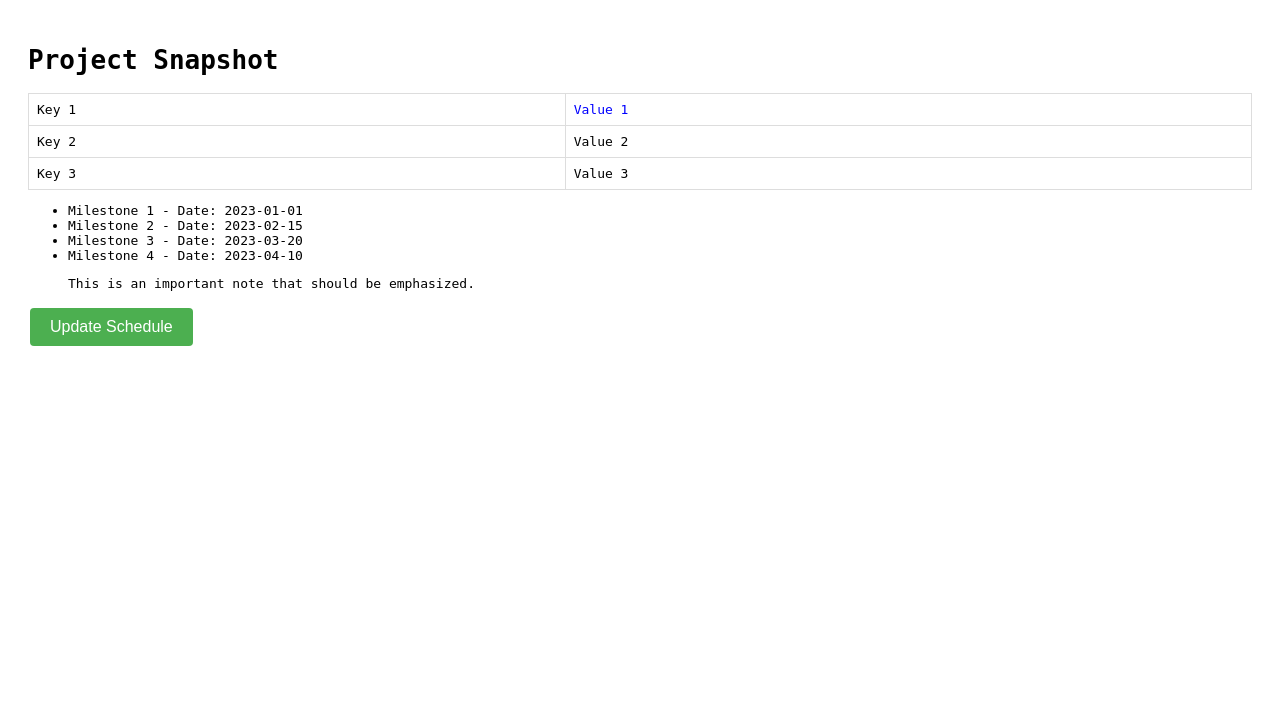 Project Snapshot
Key 1 Value 1
Key 2 Value 2
Key 3 Value 3
Milestone 1 - Date: 2023-01-01
Milestone 2 - Date: 2023-02-15
Milestone 3 - Date: 2023-03-20
Milestone 4 - Date: 2023-04-10
This is an important note that should be emphasized.
Update Schedule